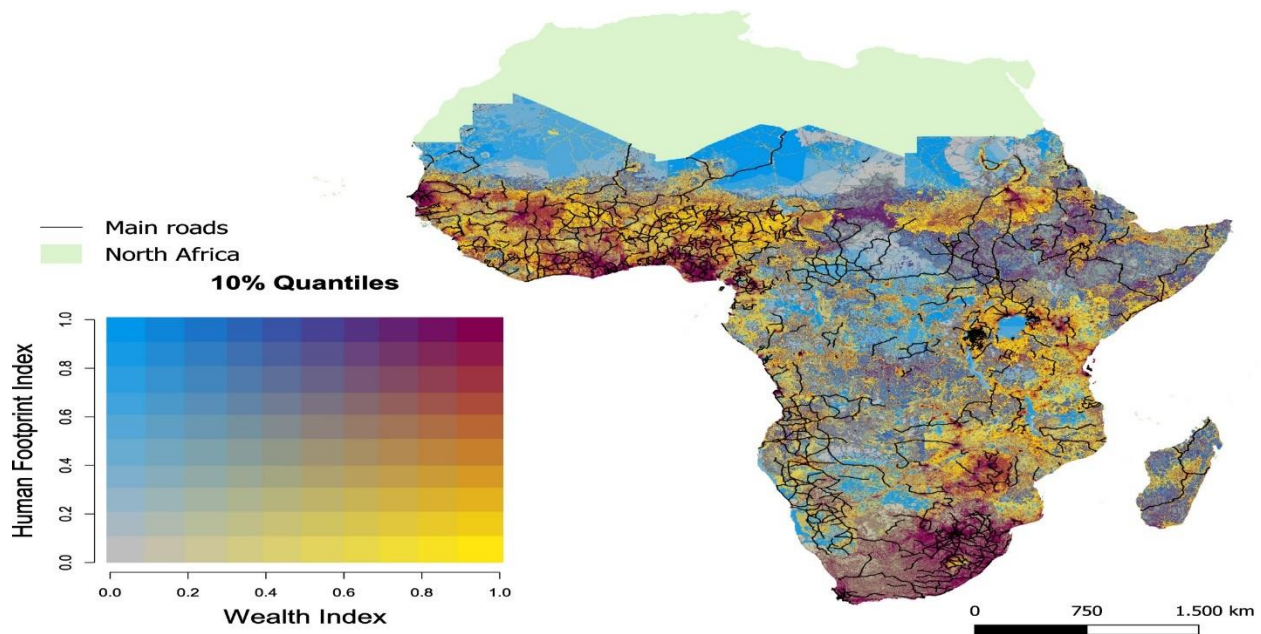 Main roads
North Africa
10% Quantiles
Human Footprint Index
1.0
0.8
0.6
0.4
0.2
0.0
0.0 0.2 0.4 0.6 0.8 1.0
Wealth Index
0 750 1.500 km